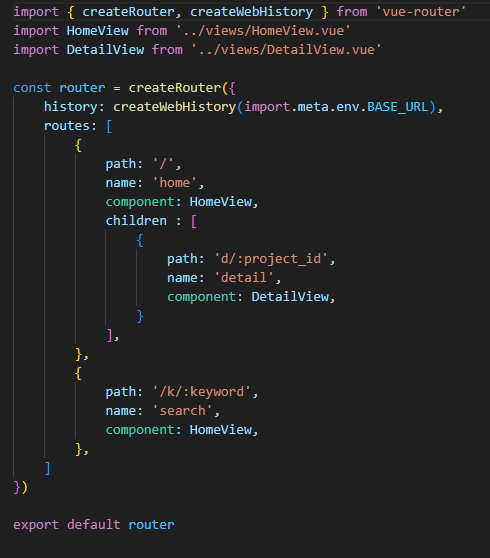 import { createRouter, createWebHistory } from 'vue-router'
import HomeView from '../views/HomeView.vue'
import DetailView from '../views/DetailView.vue'

const router = createRouter({
    history: createWebHistory(import.meta.env.BASE_URL),
    routes: [
        {
            path: '/',
            name: 'home',
            component: HomeView,
            children : [
                {
                    path: 'd/:project_id',
                    name: 'detail',
                    component: DetailView,
                }
            ],
        },
        {
            path: '/k/:keyword',
            name: 'search',
            component: HomeView,
        },
    ]
})

export default router